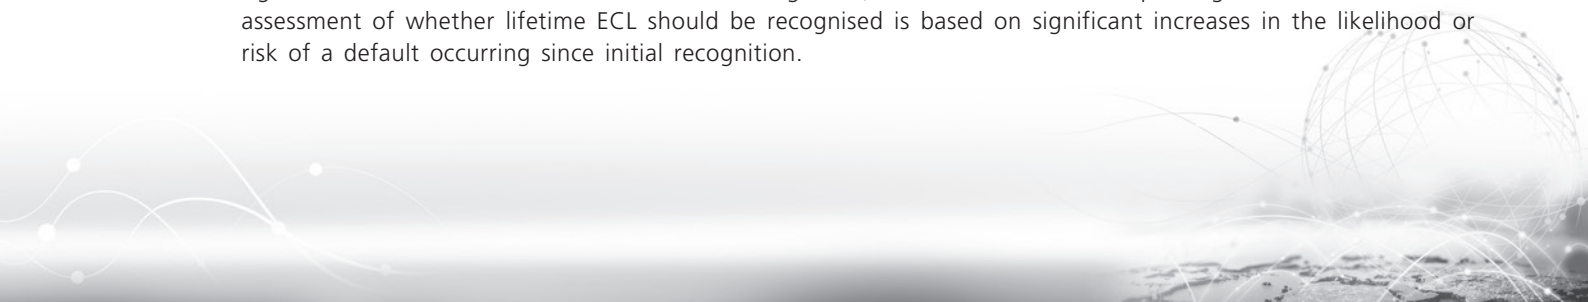 assessment of whether lifetime ECL should be recognised is based on significant increases in the likelihood or
risk of a default occurring since initial recognition.